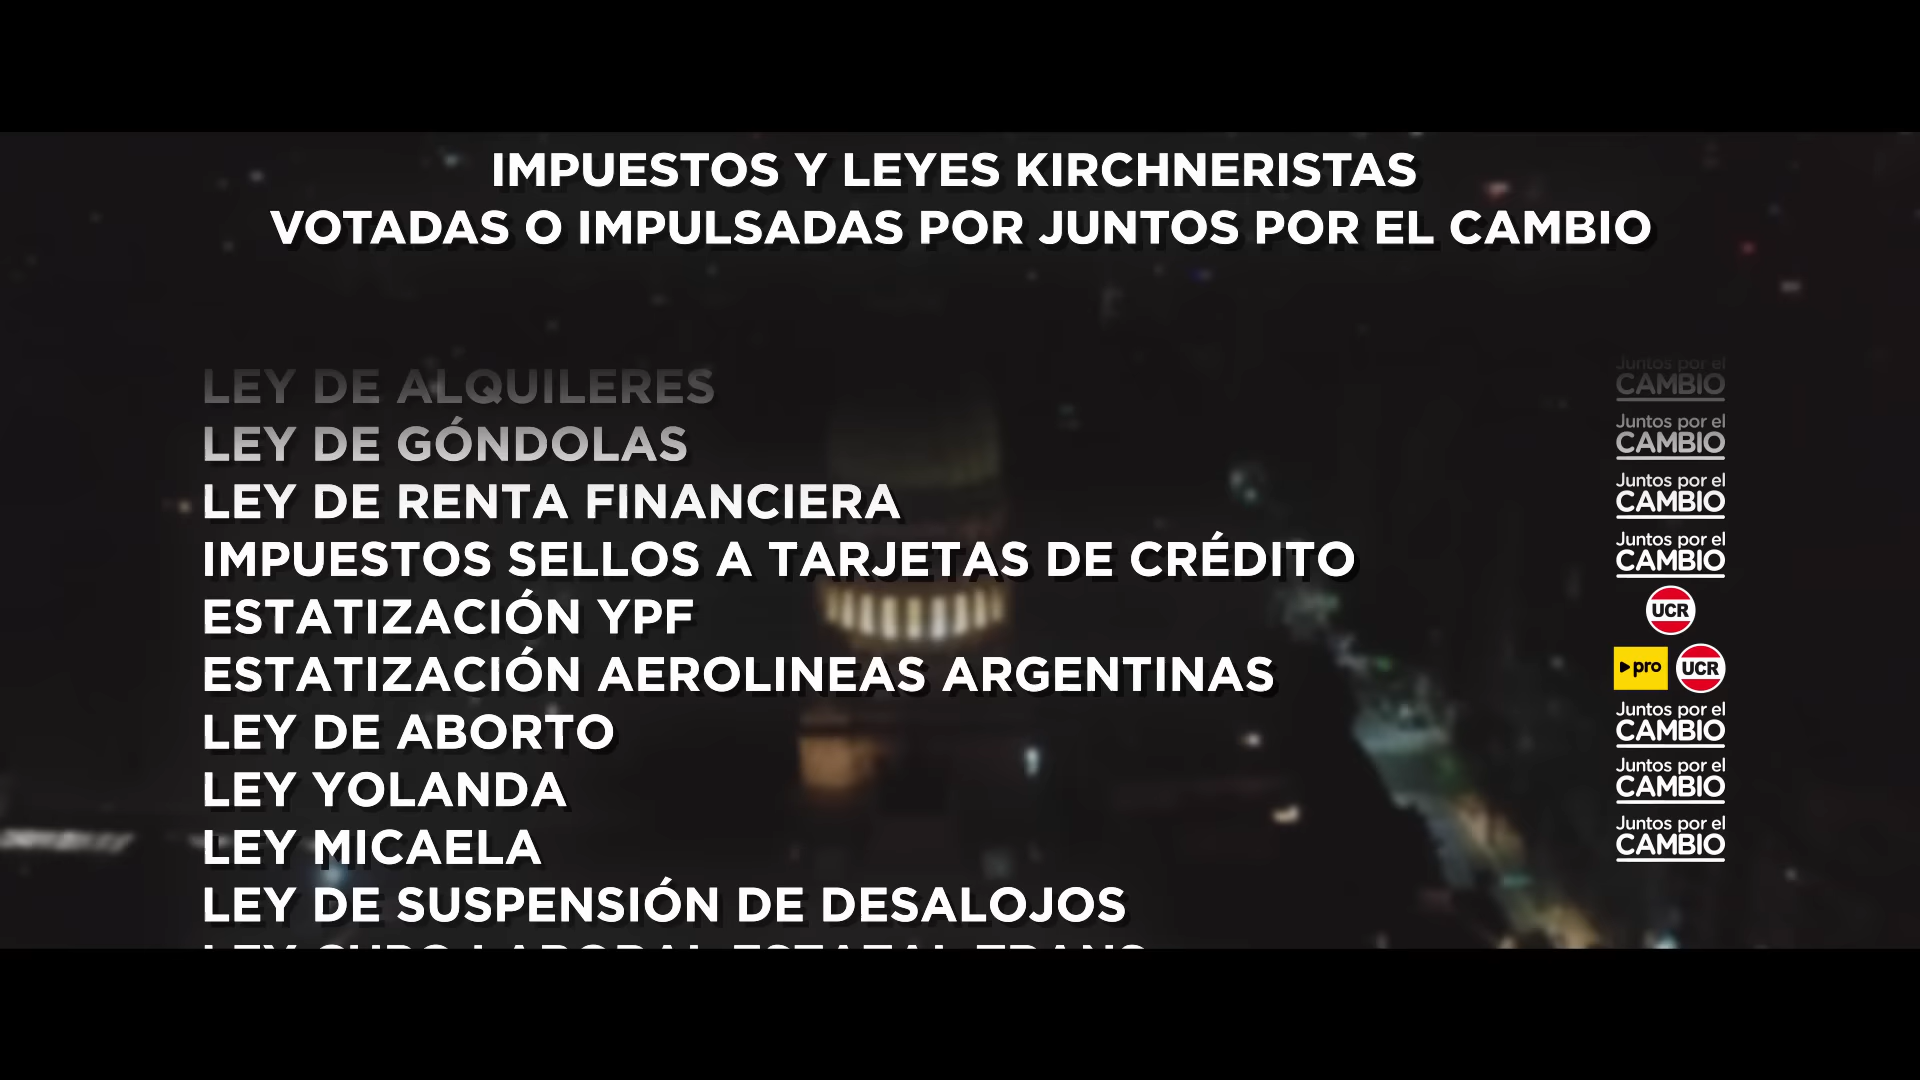 IMPUESTOS Y LEYES KIRCHNERISTAS
VOTADAS O IMPULSADAS POR JUNTOS POR EL CAMBIO
LEY DE ALQUILERES
Juntos por el
CAMBIO
LEY DE GÓNDOLAS
Juntos por el
CAMBIO
LEY DE RENTA FINANCIERA
Juntos por el
CAMBIO
IMPUESTOS SELLOS A TARJETAS DE CRÉDITO
Juntos por el
CAMBIO
ESTATIZACIÓN YPF
UCR
ESTATIZACIÓN AEROLINEAS ARGENTINAS
pro UCR
LEY DE ABORTO
Juntos por el
CAMBIO
LEY YOLANDA
Juntos por el
CAMBIO
LEY MICAELA
Juntos por el
CAMBIO
LEY DE SUSPENSIÓN DE DESALOJOS